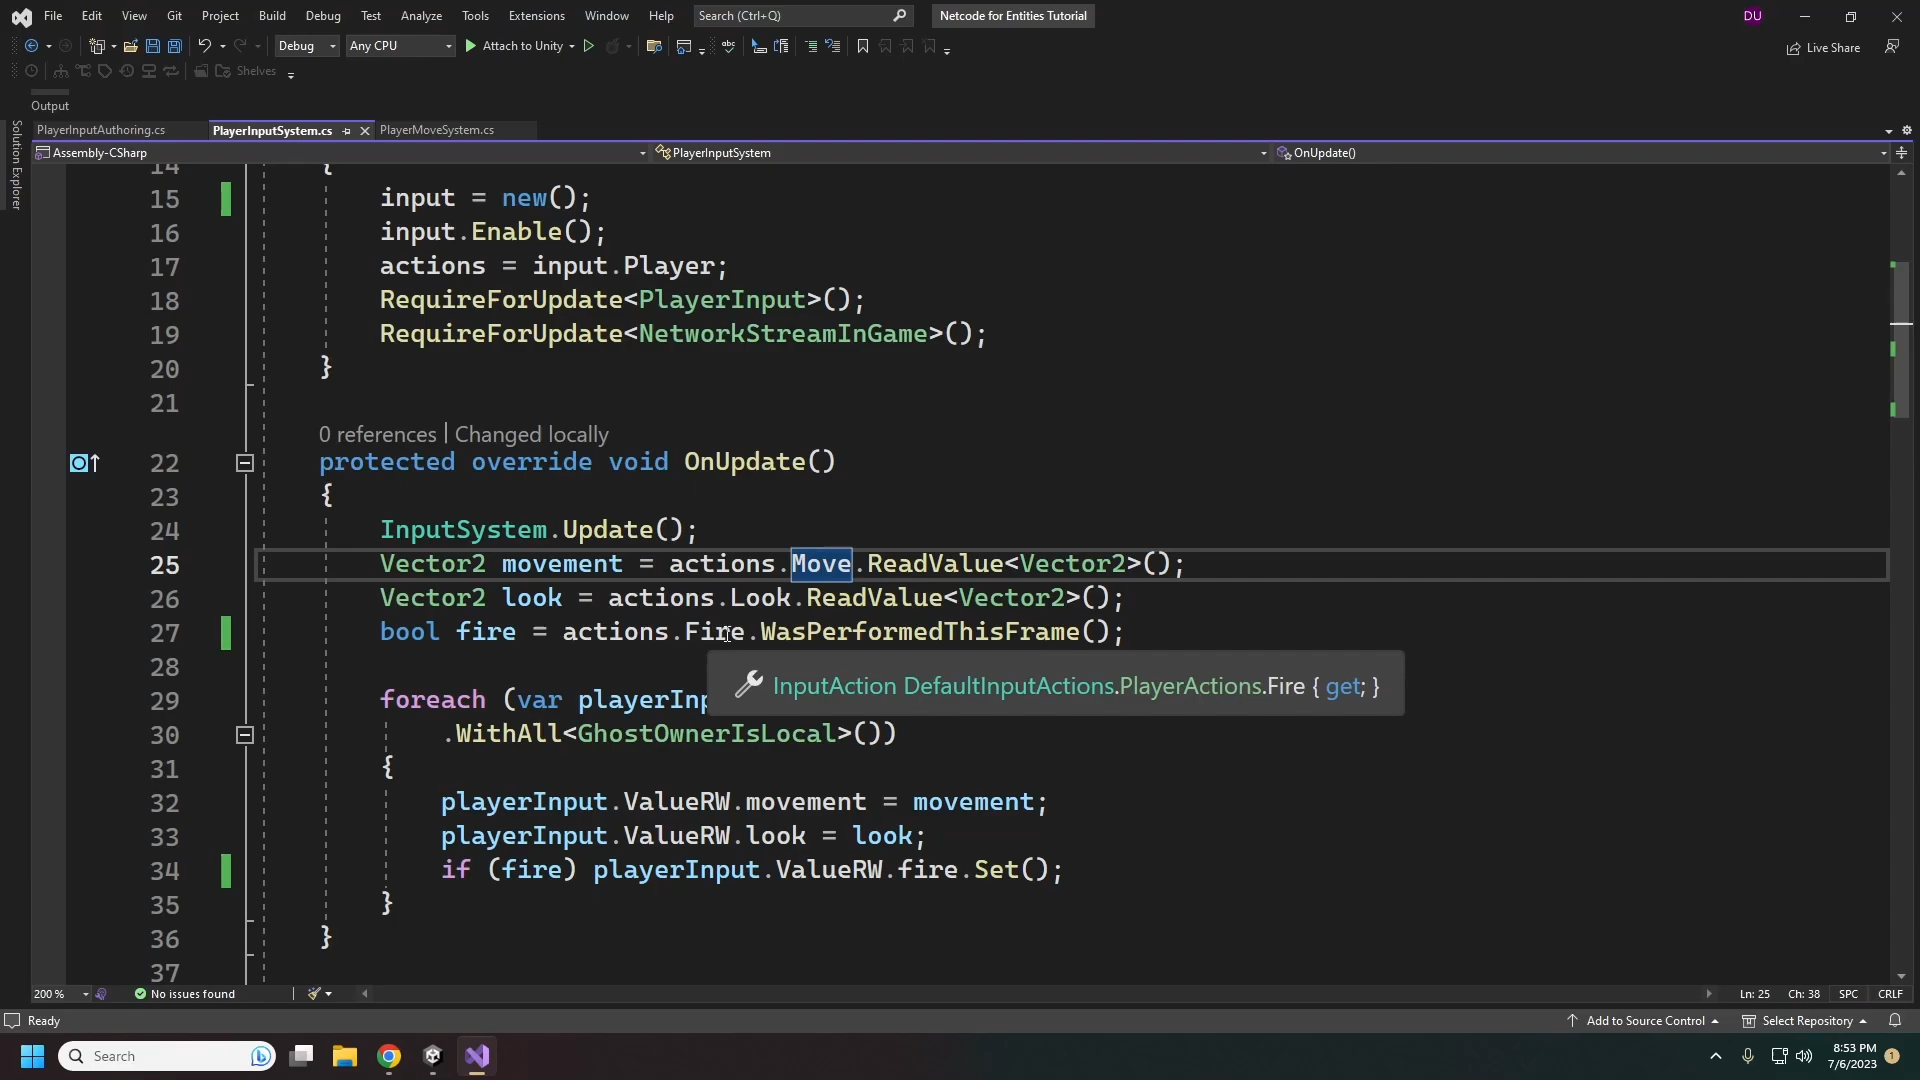 File Edit View Git Project Build Debug Test Analyze Tools Extensions Window Help Search (Ctrl+Q) Netcode for Entities Tutorial DU
Debug Any CPU Attach to Unity Live Share
Shelves
Output
Solution Explorer
PlayerInputAuthoring.cs PlayerInputSystem.cs PlayerMoveSystem.cs
Assembly-CSharp PlayerInputSystem OnUpdate()
14 {
15 input = new();
16 input.Enable();
17 actions = input.Player;
18 RequireForUpdate<PlayerInput>();
19 RequireForUpdate<NetworkStreamInGame>();
20 }
21
0 references | Changed locally
22 protected override void OnUpdate()
23 {
24 InputSystem.Update();
25 Vector2 movement = actions.Move.ReadValue<Vector2>();
26 Vector2 look = actions.Look.ReadValue<Vector2>();
27 bool fire = actions.Fire.WasPerformedThisFrame();
28
InputAction DefaultInputActions.PlayerActions.Fire { get; }
29 foreach (var playerInp
30 .WithAll<GhostOwnerIsLocal>())
31 {
32 playerInput.ValueRW.movement = movement;
33 playerInput.ValueRW.look = look;
34 if (fire) playerInput.ValueRW.fire.Set();
35 }
36 }
37
200 % No issues found Ln: 25 Ch: 38 SPC CRLF
Ready Add to Source Control Select Repository
Search 8:53 PM
7/6/2023 1